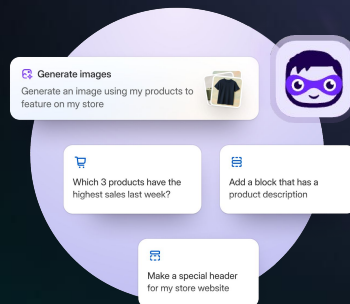 Generate images
Generate an image using my products to
feature on my store
Which 3 products have the
highest sales last week?
Add a block that has a
product description
Make a special header
for my store website